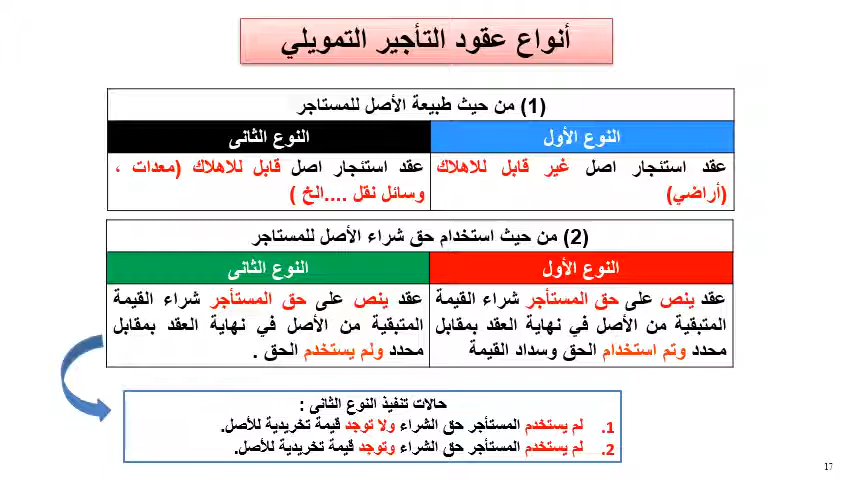 أنواع عقود التأجير التمويلي
(1) من حيث طبيعة الأصل للمستاجر
النوع الأول
النوع الثانى
عقد استئجار اصل غير قابل للاهلاك
(أراضي)
عقد استئجار اصل قابل للاهلاك (معدات ،
وسائل نقل ....الخ )
(2) من حيث استخدام حق شراء الأصل للمستاجر
النوع الأول
النوع الثانى
عقد ينص على حق المستأجر شراء القيمة
المتبقية من الأصل في نهاية العقد بمقابل
محدد وتم استخدام الحق وسداد القيمة
عقد ينص على حق المستأجر شراء القيمة
المتبقية من الأصل في نهاية العقد بمقابل
محدد ولم يستخدم الحق .
حالات تنفيذ النوع الثانى :
1. لم يستخدم المستأجر حق الشراء ولا توجد قيمة تخريدية للأصل.
2. لم يستخدم المستأجر حق الشراء وتوجد قيمة تخريدية للأصل.
17